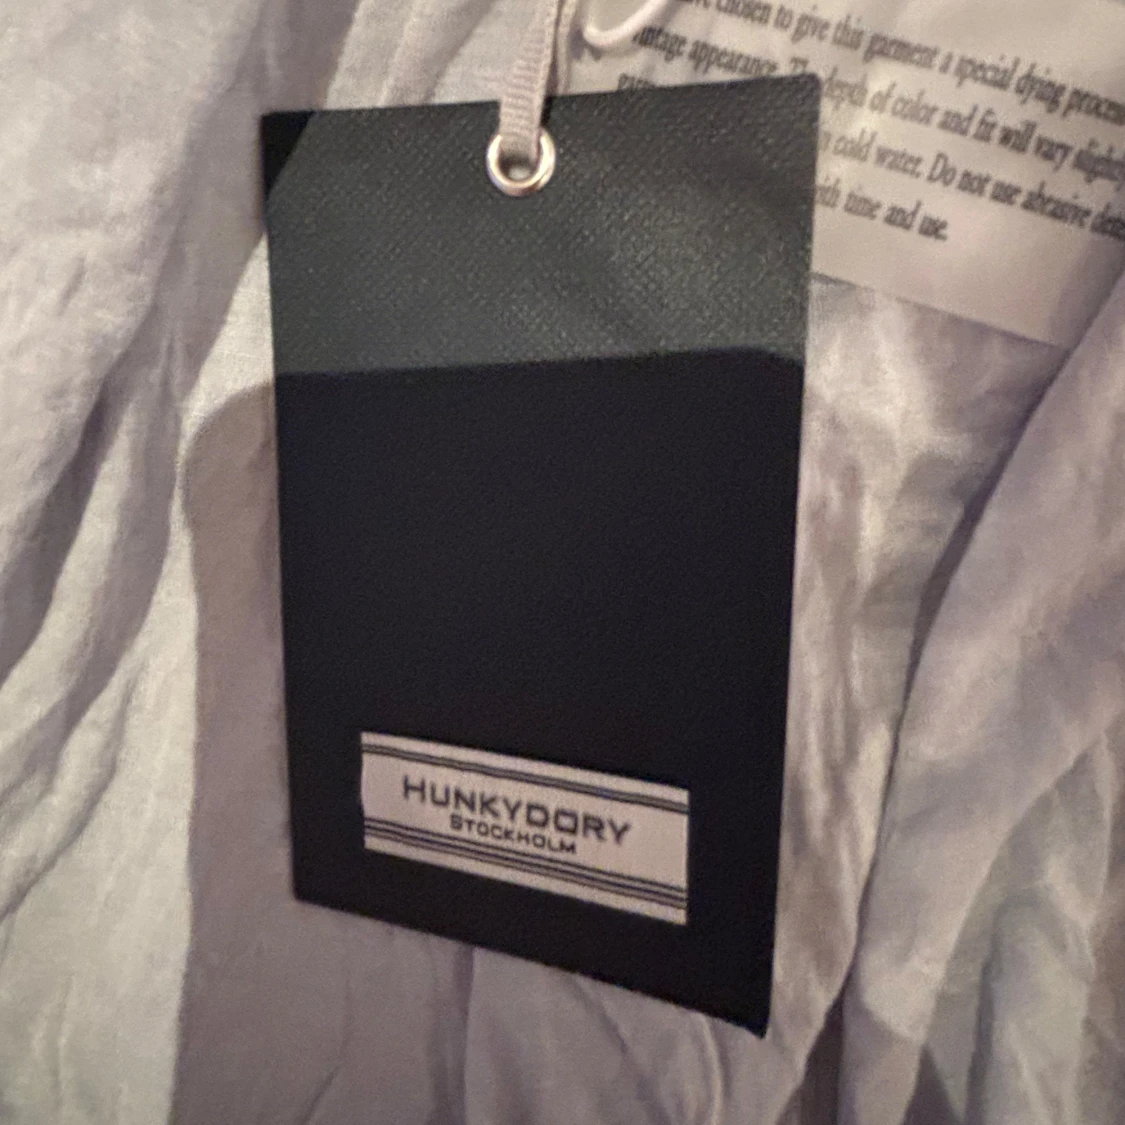 chosen to give this garment a special dying process
vintage appearance. The depth of color and fit will vary slightly
cold water. Do not use abrasive
with time and use.
HUNKYDORY
STOCKHOLM